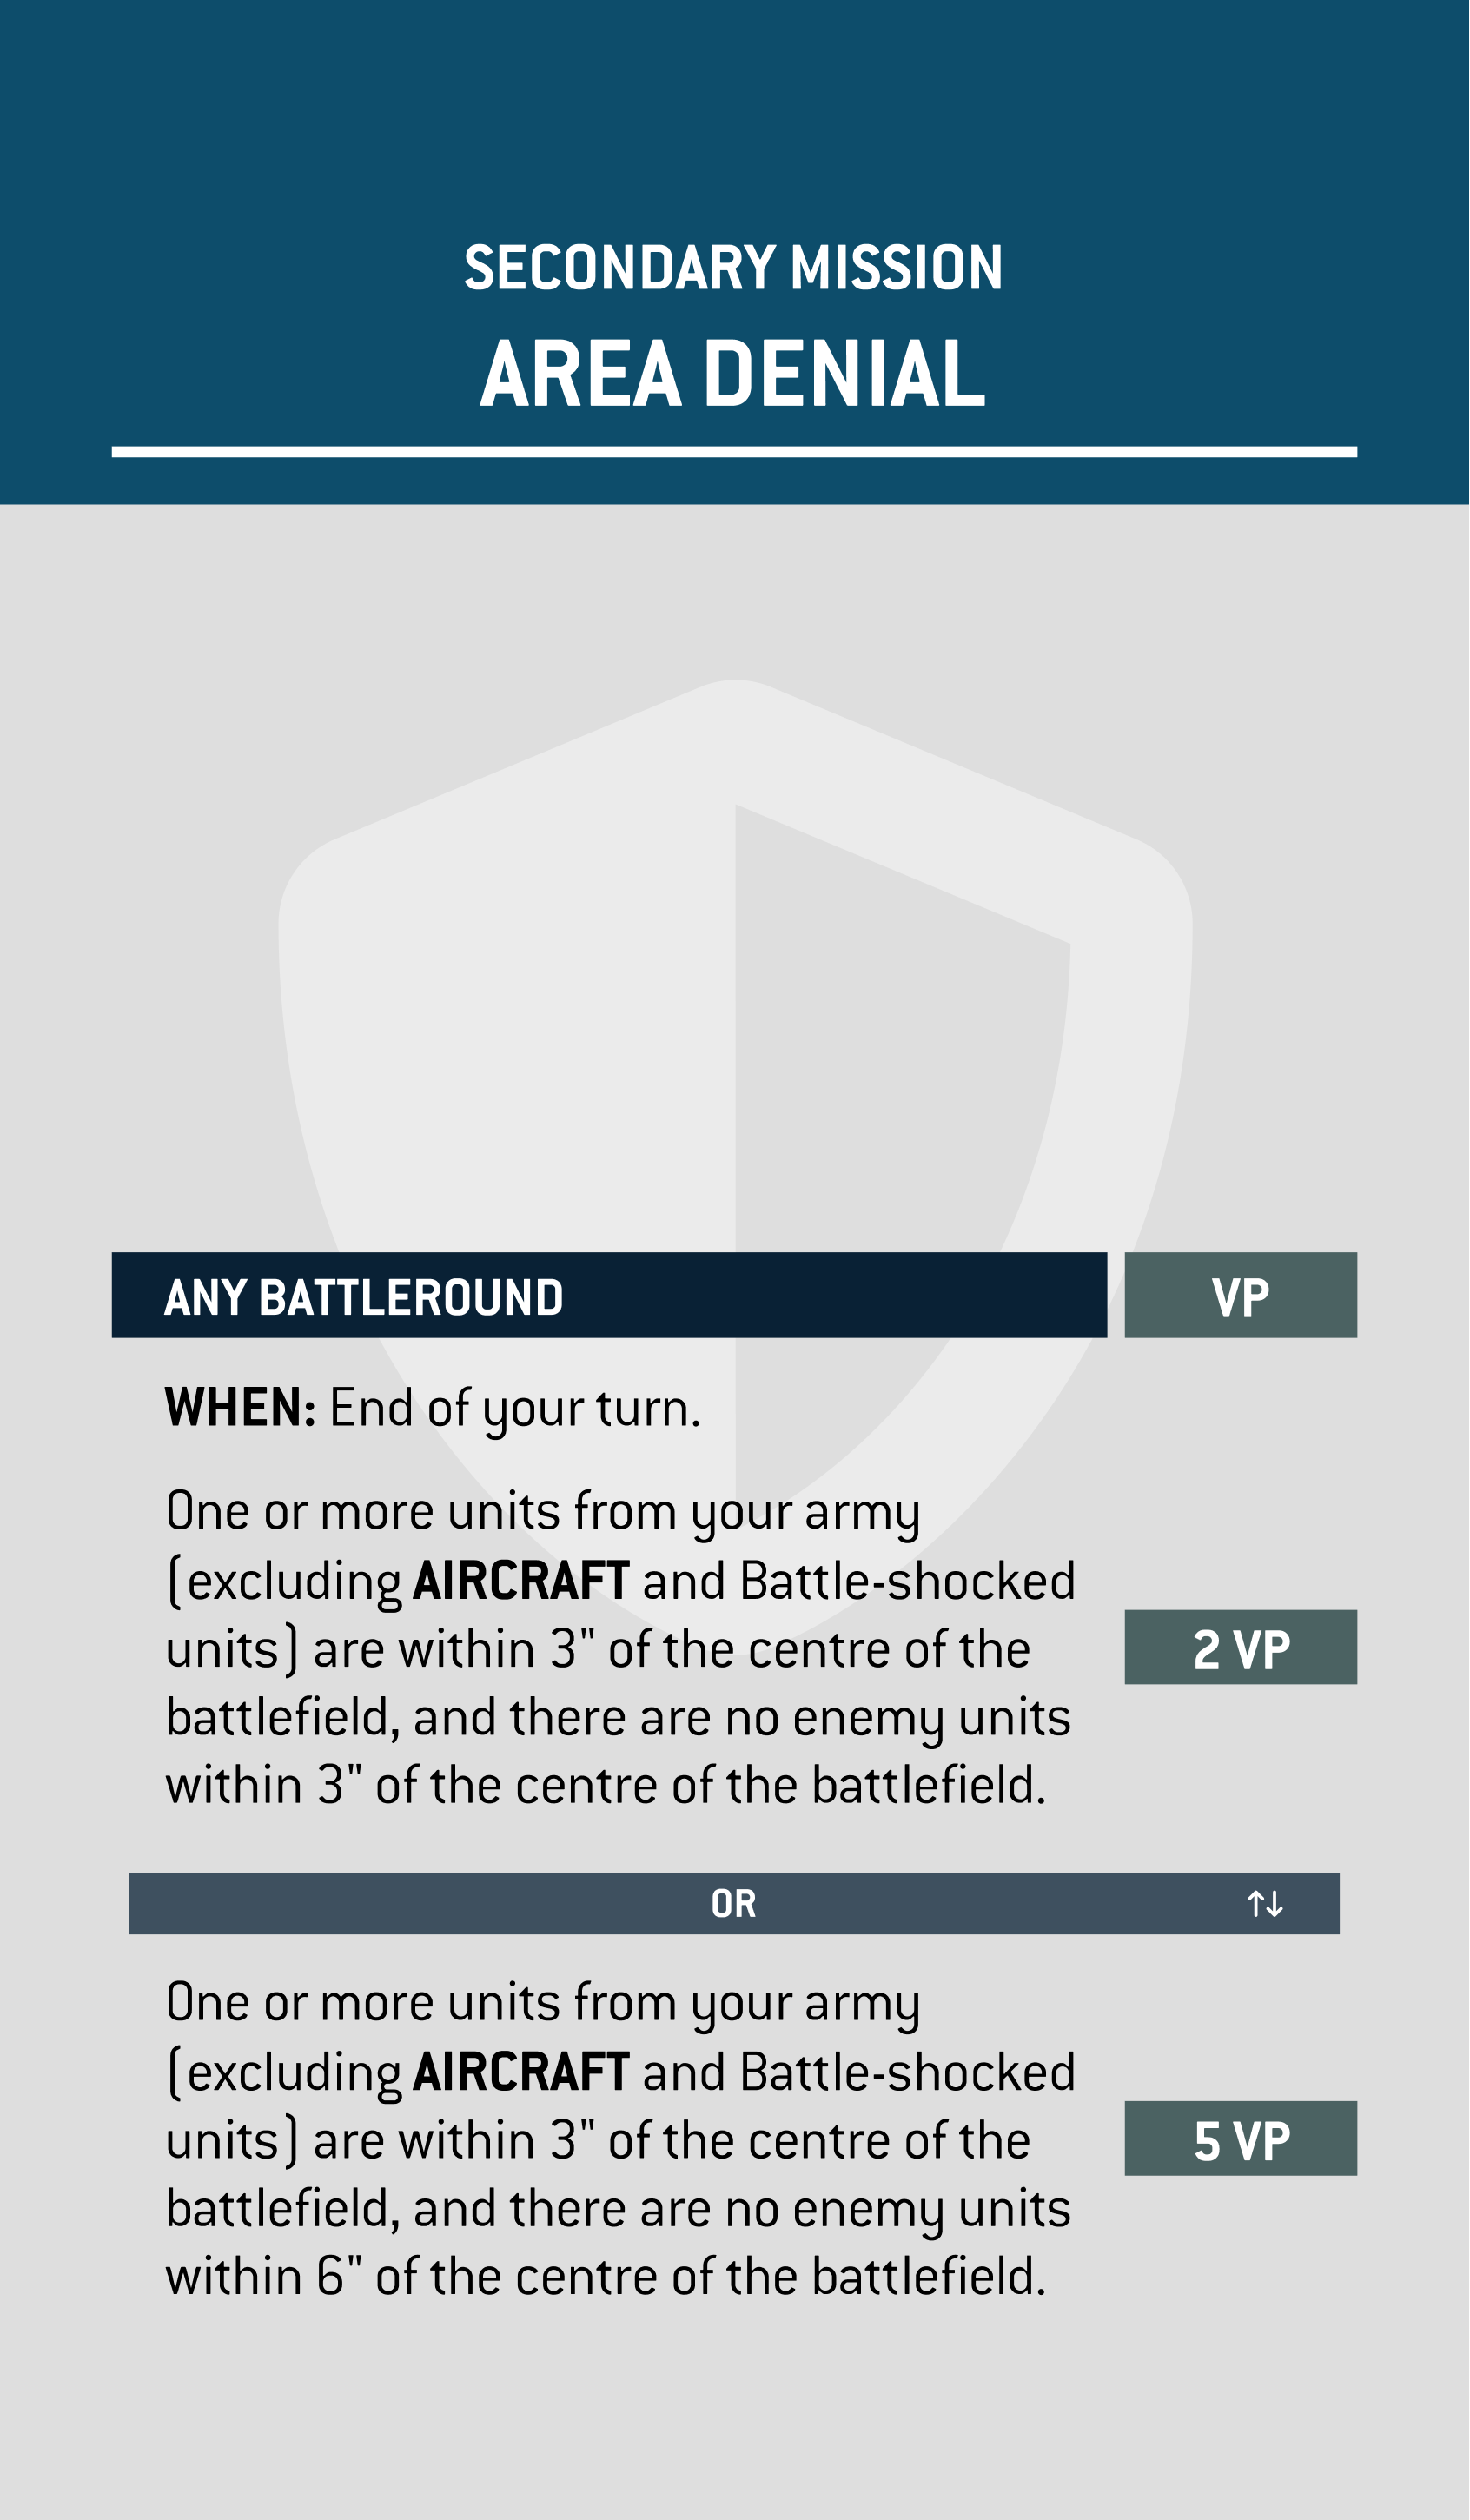 SECONDARY MISSION
AREA DENIAL
ANY BATTLEROUND
VP
WHEN: End of your turn.
One or more units from your army
(excluding AIRCRAFT and Battle-shocked
units) are within 3" of the centre of the
battlefield, and there are no enemy units
within 3" of the centre of the battlefield.
2 VP
OR ↑↓
One or more units from your army
(excluding AIRCRAFT and Battle-shocked
units) are within 3" of the centre of the
battlefield, and there are no enemy units
within 6" of the centre of the battlefield.
5 VP